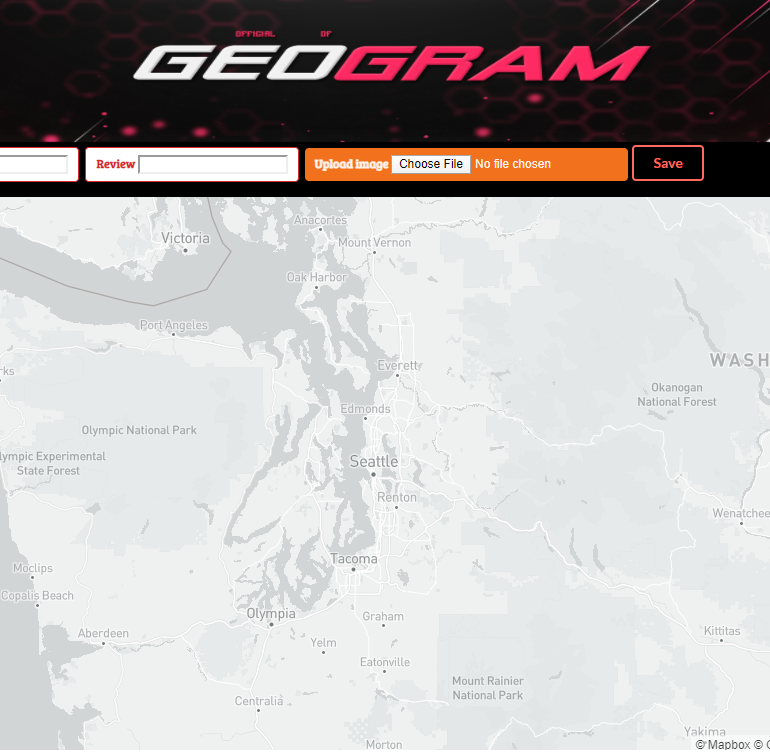 OFFICIAL OF
GEOGRAM
Review
Upload image Choose File No file chosen
Save
Anacortes
Victoria
Mount Vernon
Oak Harbor
Port Angeles
WASH
Everett
rks
Okanogan
National Forest
Edmonds
Olympic National Park
lympic Experimental
State Forest
Seattle
Renton
Wenatchee
Tacoma
Moclips
Copalis Beach
Olympia
Graham
Aberdeen
Kittitas
Yelm
Eatonville
Mount Rainier
National Park
Centralia
Yakima
Morton
© Mapbox ©